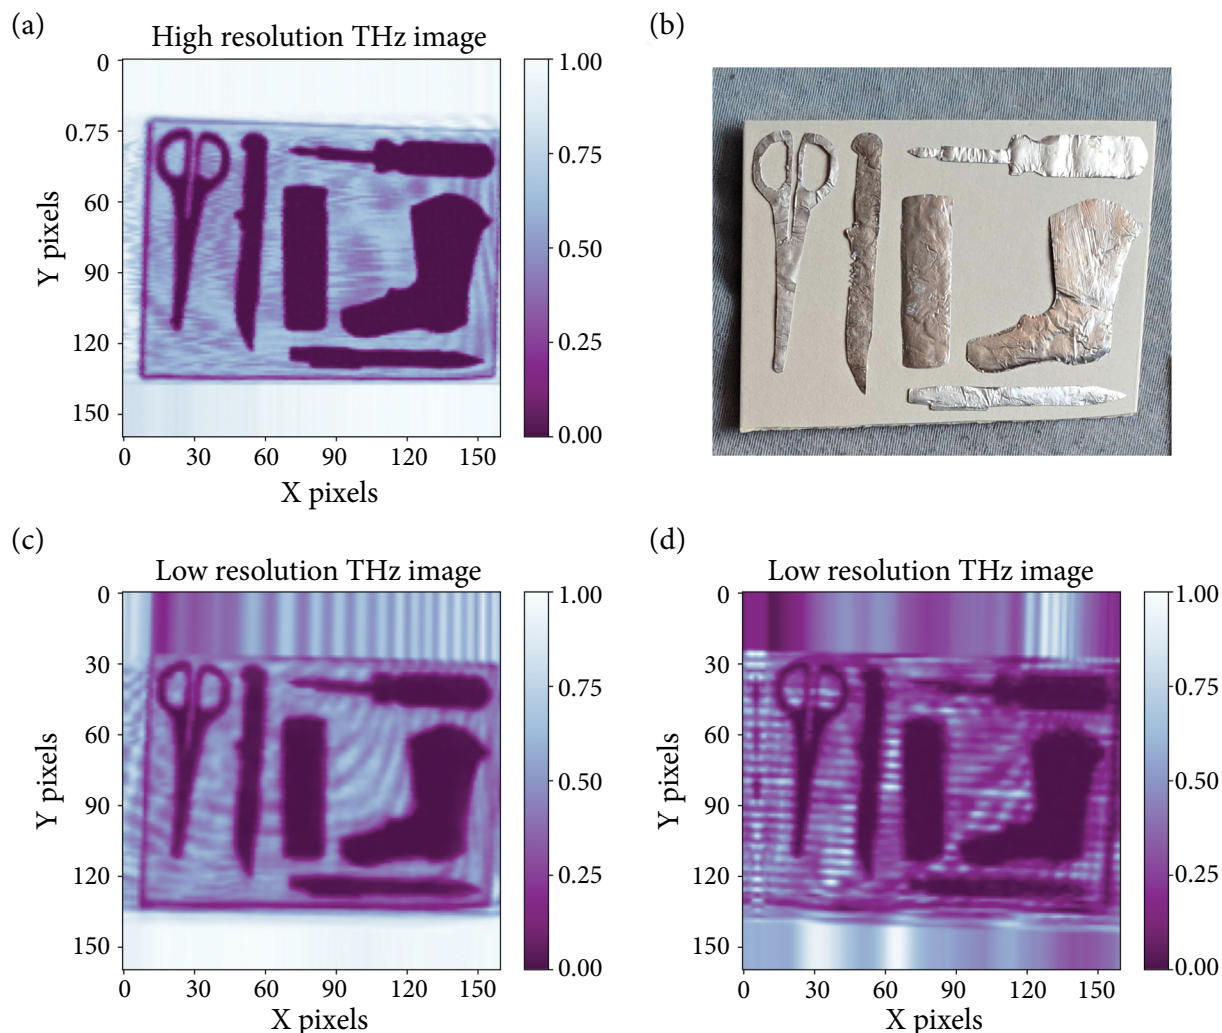 (a)
High resolution THz image
0
0.75
60
90
120
150
Y pixels
0 30 60 90 120 150
X pixels
1.00
0.75
0.50
0.25
0.00
(b)
(c)
Low resolution THz image
0
30
60
90
120
150
Y pixels
0 30 60 90 120 150
X pixels
1.00
0.75
0.50
0.25
0.00
(d)
Low resolution THz image
0
30
60
90
120
150
Y pixels
0 30 60 90 120 150
X pixels
1.00
0.75
0.50
0.25
0.00